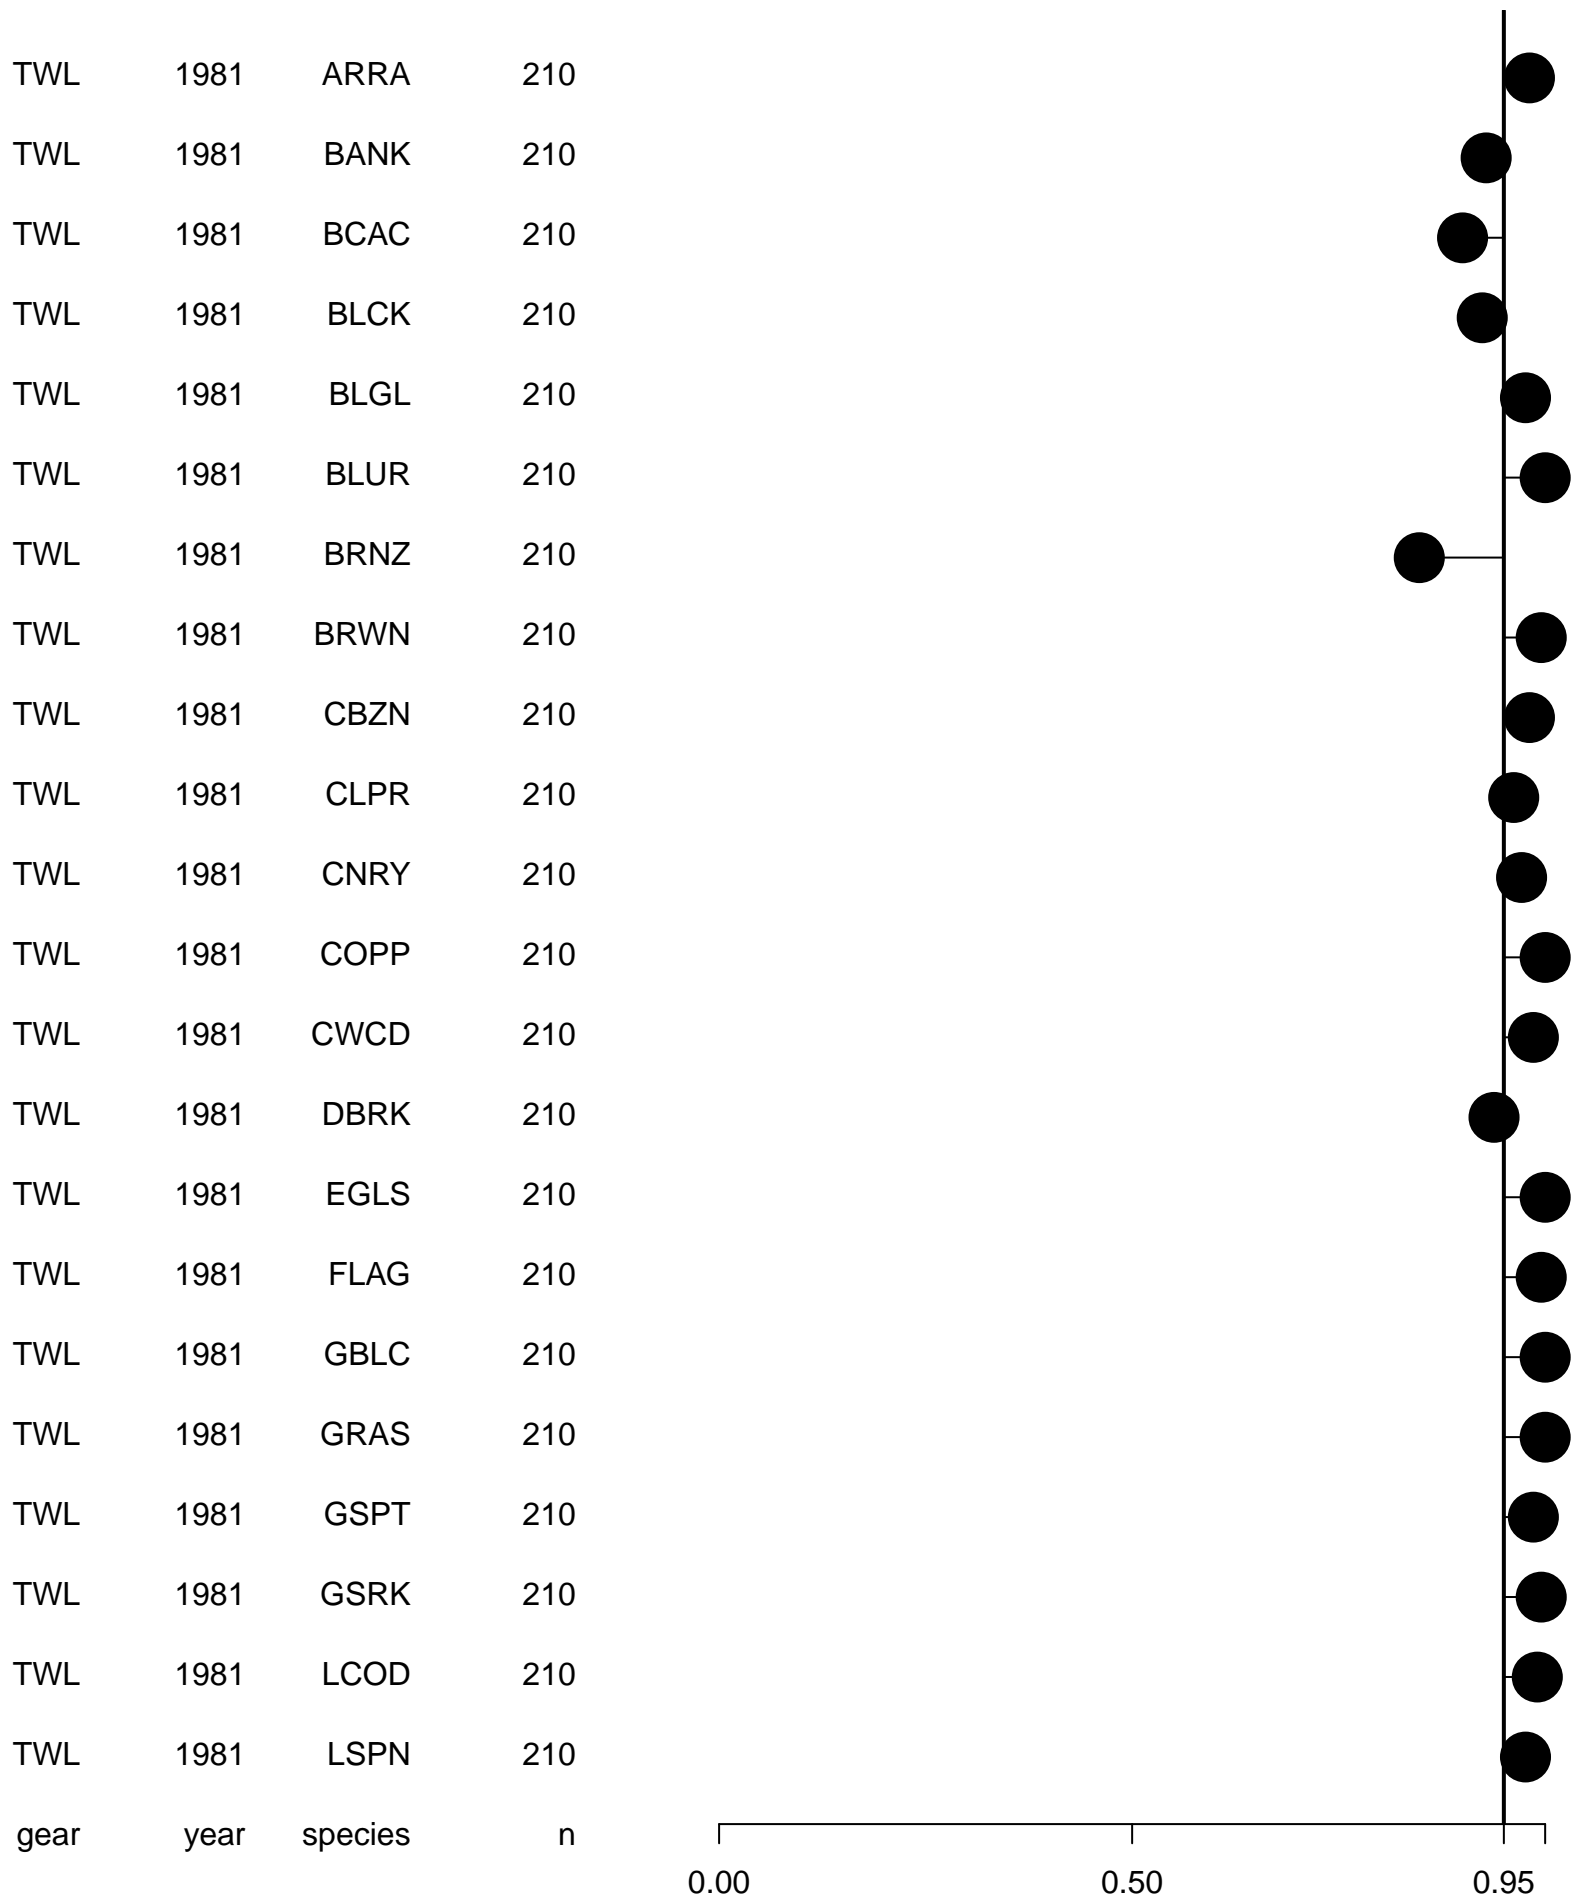 TWL 1981 ARRA 210
TWL 1981 BANK 210
TWL 1981 BCAC 210
TWL 1981 BLCK 210
TWL 1981 BLGL 210
TWL 1981 BLUR 210
TWL 1981 BRNZ 210
TWL 1981 BRWN 210
TWL 1981 CBZN 210
TWL 1981 CLPR 210
TWL 1981 CNRY 210
TWL 1981 COPP 210
TWL 1981 CWCD 210
TWL 1981 DBRK 210
TWL 1981 EGLS 210
TWL 1981 FLAG 210
TWL 1981 GBLC 210
TWL 1981 GRAS 210
TWL 1981 GSPT 210
TWL 1981 GSRK 210
TWL 1981 LCOD 210
TWL 1981 LSPN 210
gear year species n
0.00 0.50 0.95